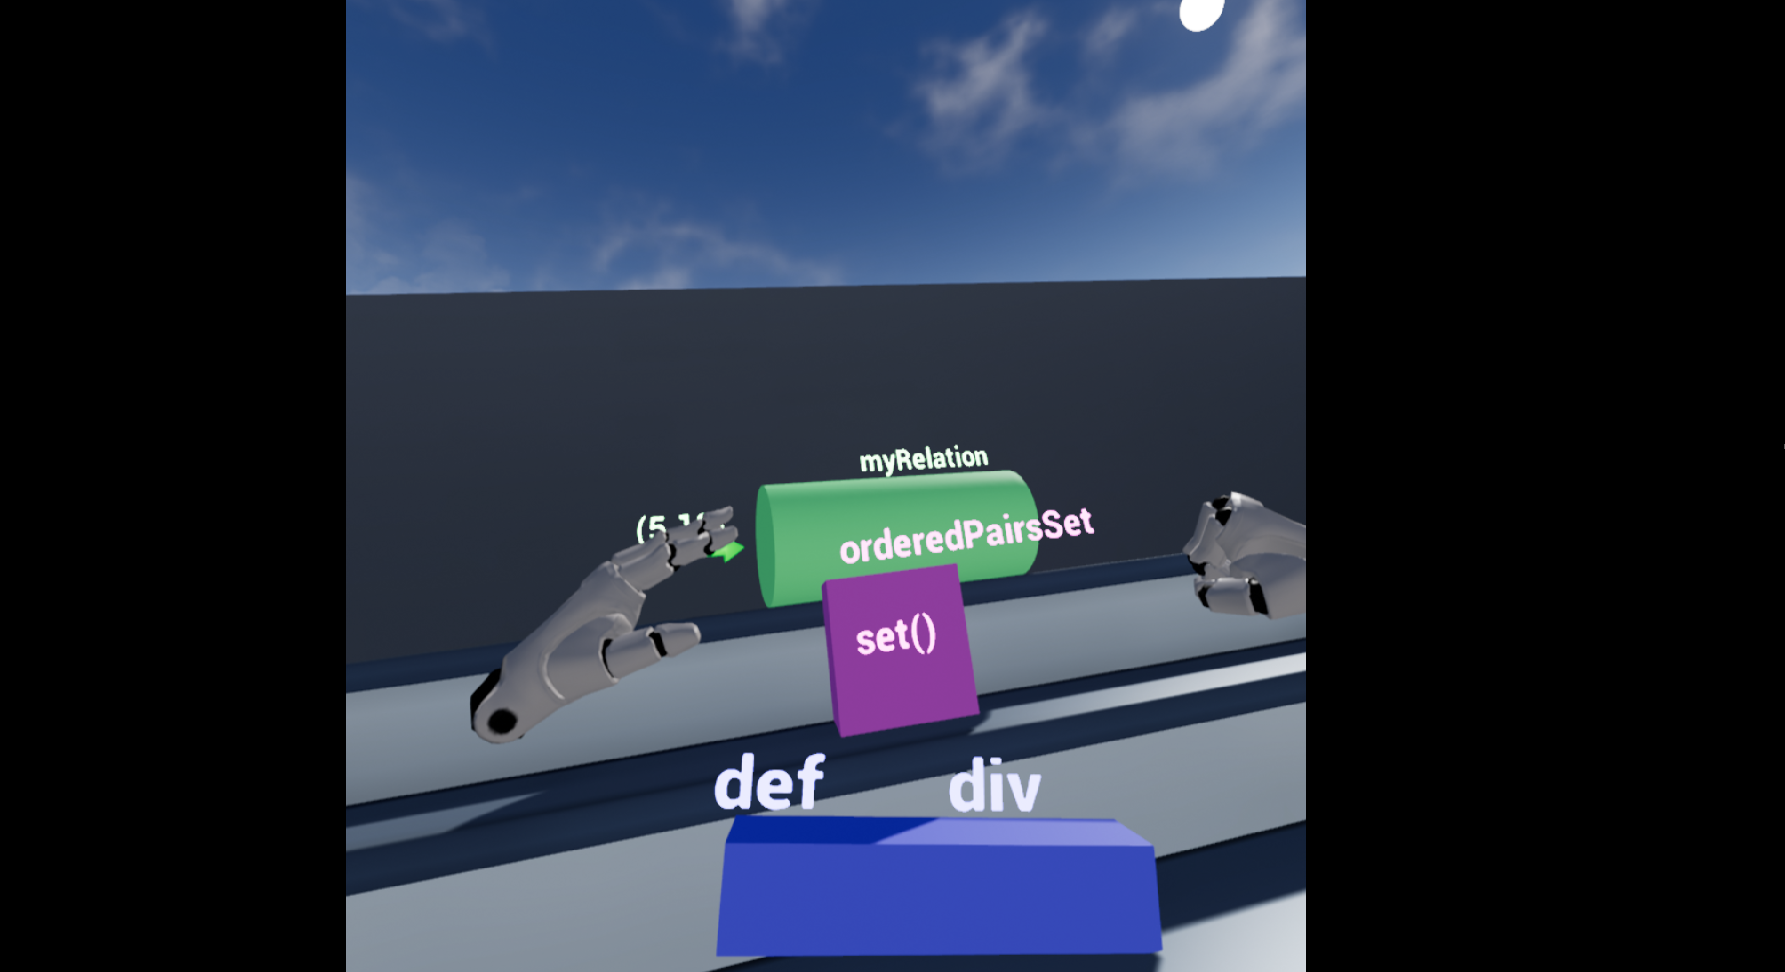 myRelation
orderedPairsSet
set()
def div